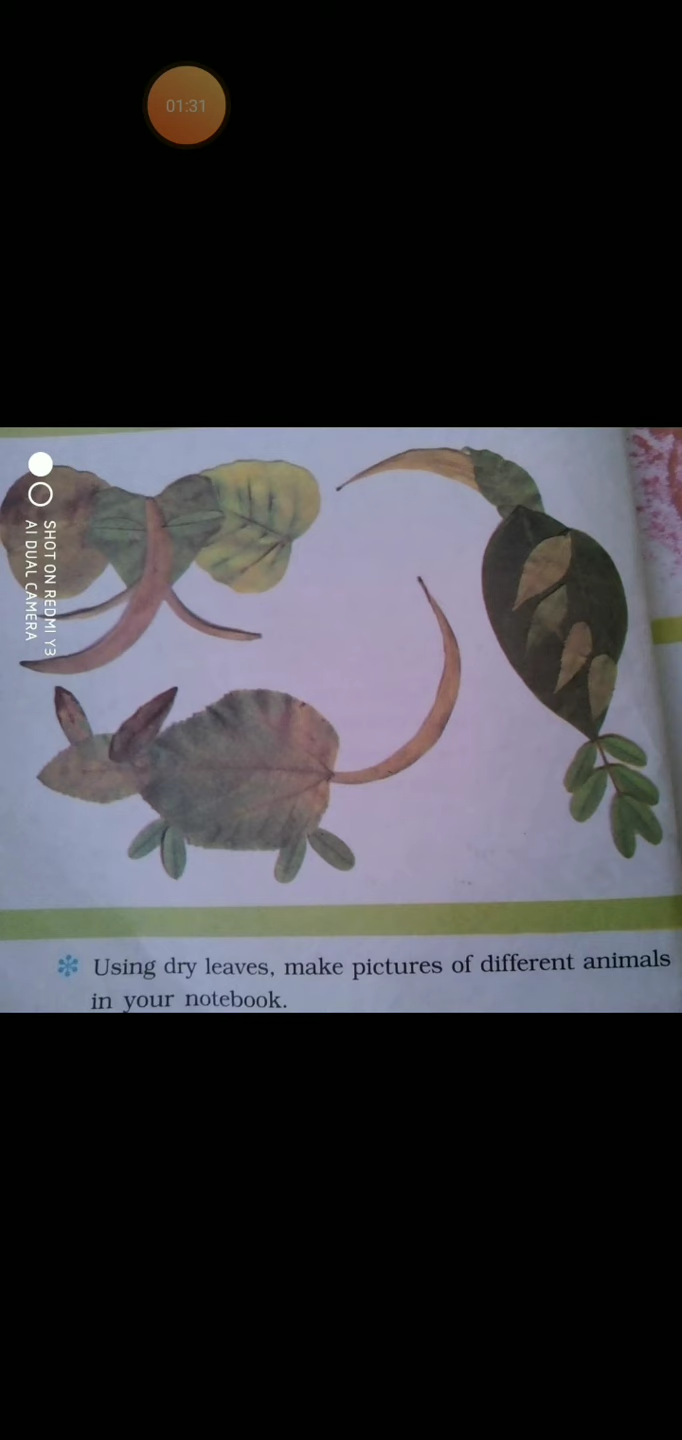 01:31
SHOT ON REDMI Y3
AI DUAL CAMERA
Using dry leaves, make pictures of different animals
in your notebook.